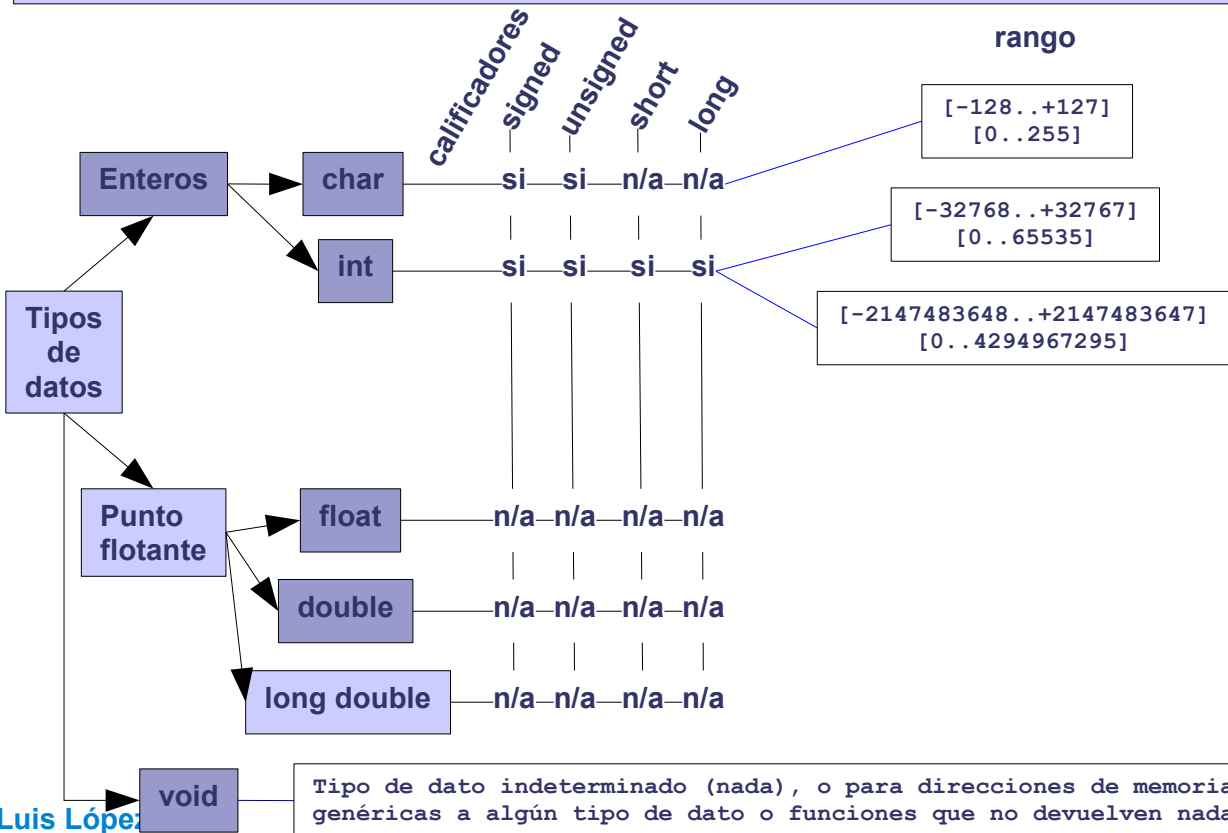 calificadores
signed
unsigned
short
long
rango
[-128..+127]
[0..255]
Enteros
char
si si n/a n/a
[-32768..+32767]
[0..65535]
int
si si si si
[-2147483648..+2147483647]
[0..4294967295]
Tipos
de
datos
Punto
flotante
float
n/a n/a n/a n/a
double
n/a n/a n/a n/a
long double
n/a n/a n/a n/a
void
Tipo de dato indeterminado (nada), o para direcciones de memoria
genéricas a algún tipo de dato o funciones que no devuelven nada
Luis López